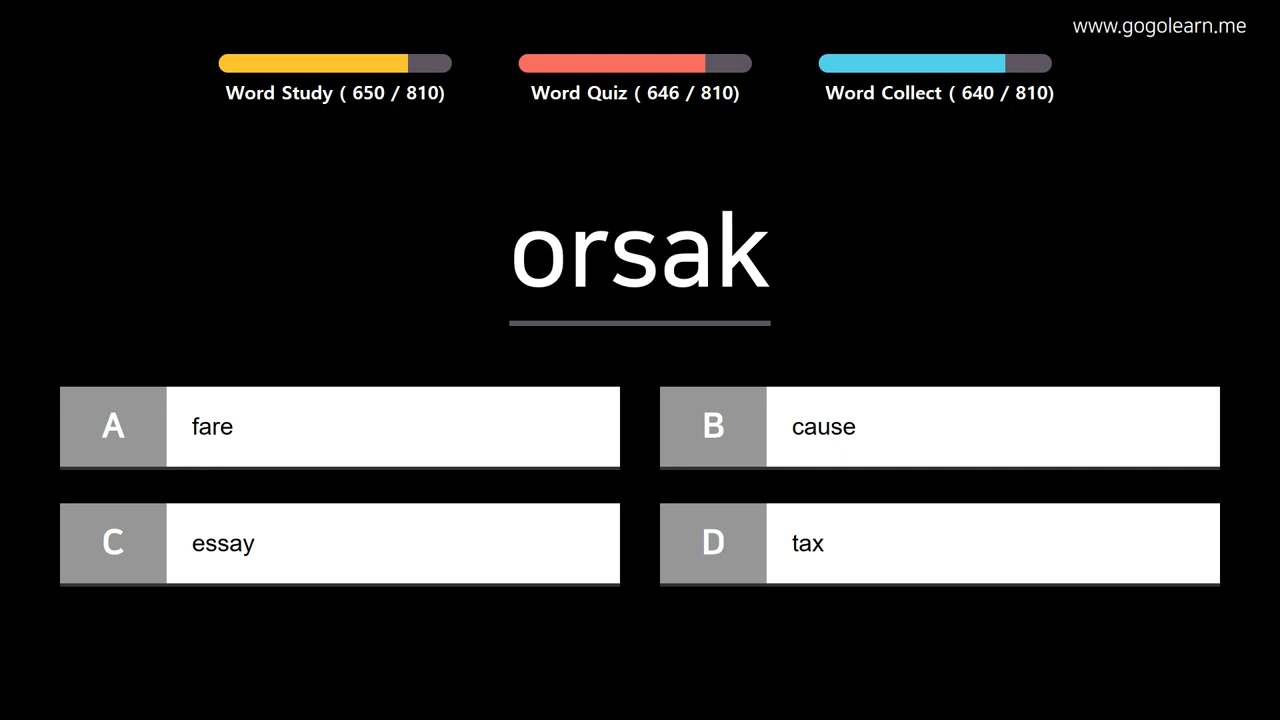 www.gogolearn.me
Word Study ( 650 / 810)
Word Quiz ( 646 / 810)
Word Collect ( 640 / 810)
orsak
A fare
B cause
C essay
D tax